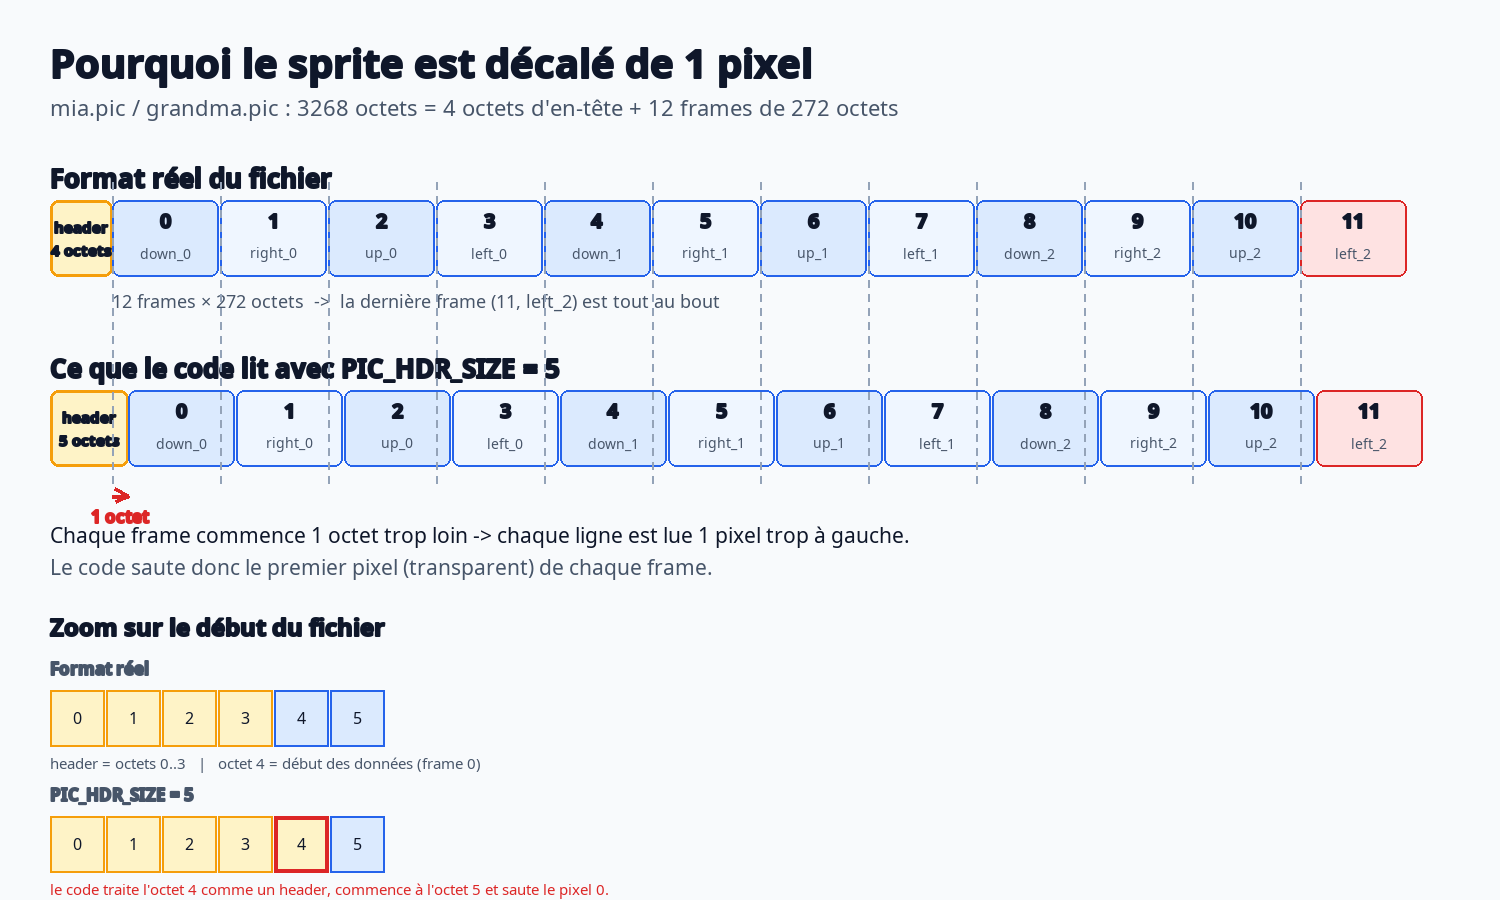 Pourquoi le sprite est décalé de 1 pixel
mia.pic / grandma.pic : 3268 octets = 4 octets d'en-tête + 12 frames de 272 octets
Format réel du fichier
header
4 octets
0 1 2 3 4 5 6 7 8 9 10 11
down_0 right_0 up_0 left_0 down_1 right_1 up_1 left_1 down_2 right_2 up_2 left_2
12 frames × 272 octets -> la dernière frame (11, left_2) est tout au bout
Ce que le code lit avec PIC_HDR_SIZE = 5
header
5 octets
0 1 2 3 4 5 6 7 8 9 10 11
down_0 right_0 up_0 left_0 down_1 right_1 up_1 left_1 down_2 right_2 up_2 left_2
1 octet
Chaque frame commence 1 octet trop loin -> chaque ligne est lue 1 pixel trop à gauche.
Le code saute donc le premier pixel (transparent) de chaque frame.
Zoom sur le début du fichier
Format réel
0 1 2 3 4 5
header = octets 0..3 | octet 4 = début des données (frame 0)
PIC_HDR_SIZE = 5
0 1 2 3 4 5
le code traite l'octet 4 comme un header, commence à l'octet 5 et saute le pixel 0.